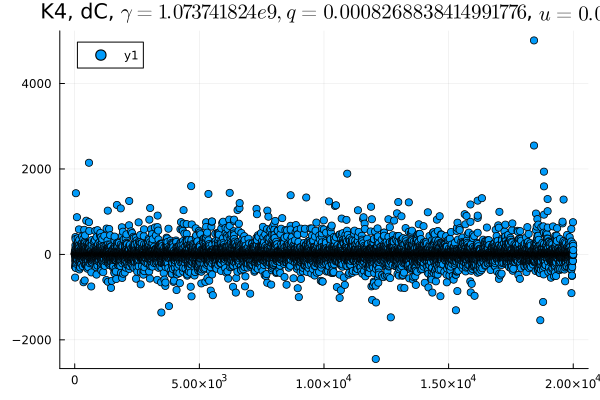 K4, dC, γ = 1.073741824e9, q = 0.0008268838414991776, u = 0.0
y1
4000
2000
0
−2000
0 5.00×10³ 1.00×10⁴ 1.50×10⁴ 2.00×10⁴